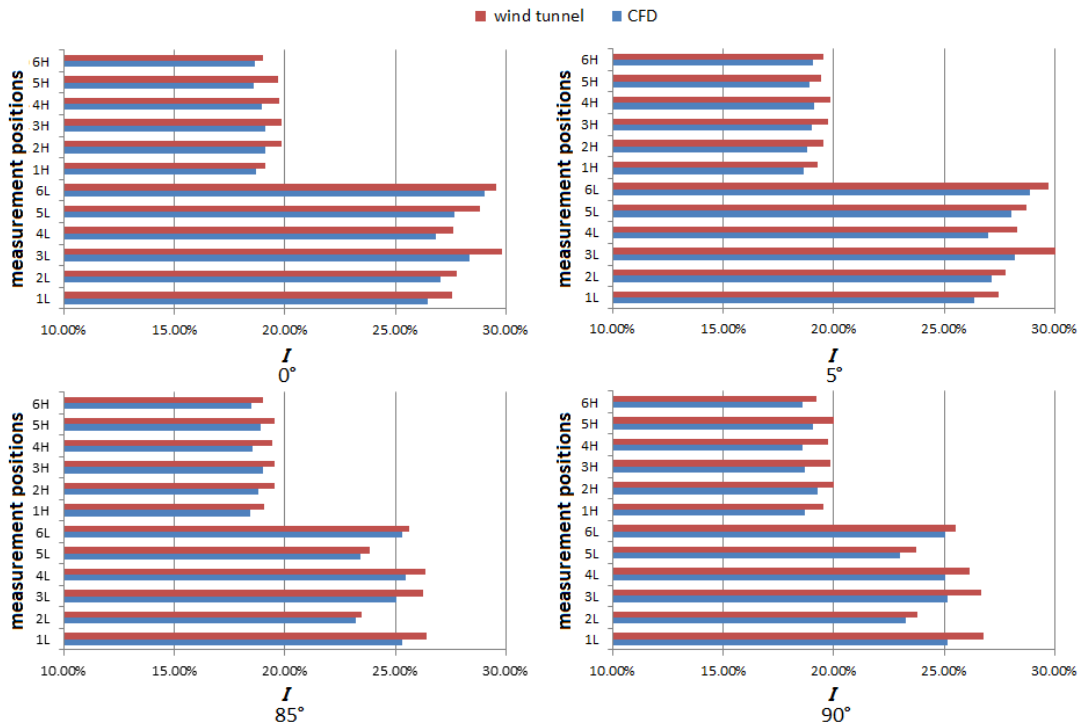 wind tunnel CFD
measurement positions
6H
5H
4H
3H
2H
1H
6L
5L
4L
3L
2L
1L
10.00% 15.00% 20.00% 25.00% 30.00%
I
0°
measurement positions
6H
5H
4H
3H
2H
1H
6L
5L
4L
3L
2L
1L
10.00% 15.00% 20.00% 25.00% 30.00%
I
5°
measurement positions
6H
5H
4H
3H
2H
1H
6L
5L
4L
3L
2L
1L
10.00% 15.00% 20.00% 25.00% 30.00%
I
85°
measurement positions
6H
5H
4H
3H
2H
1H
6L
5L
4L
3L
2L
1L
10.00% 15.00% 20.00% 25.00% 30.00%
I
90°